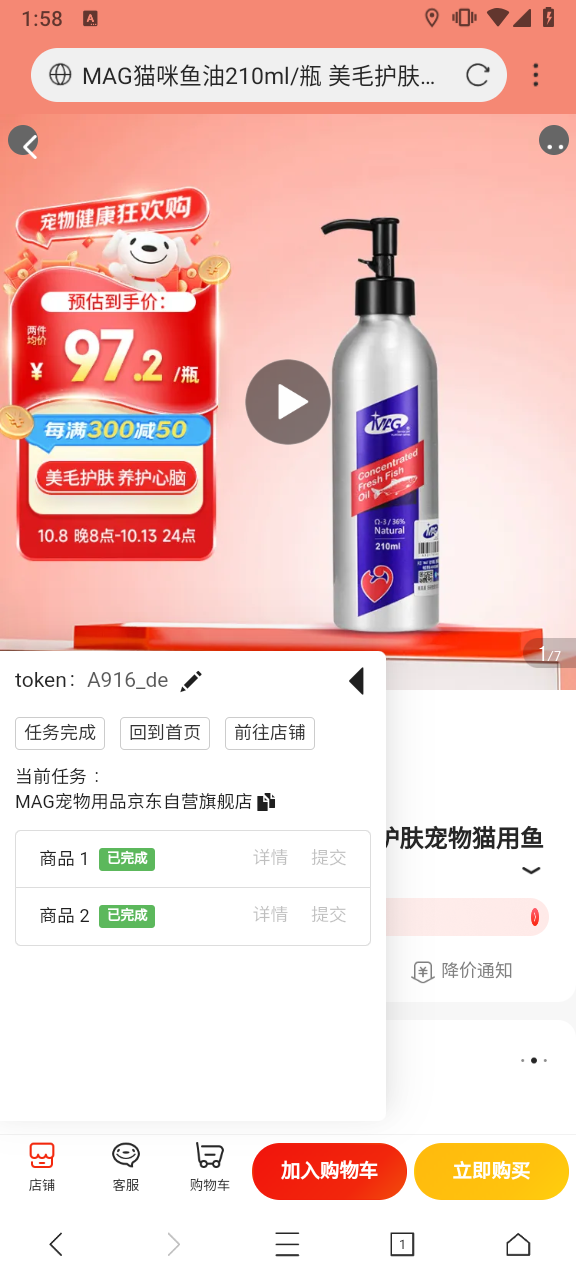 1:58
A
MAG猫咪鱼油210ml/瓶 美毛护肤...
宠物健康狂欢购
预估到手价：
两件
均价
¥97.2/瓶
每满300减50
美毛护肤 养护心脑
10.8 晚8点-10.13 24点
MAG
Concentrated
Fresh Fish
Oil
Ω-3 / 36%
Natural
210ml
1/7
token： A916_de
任务完成
回到首页
前往店铺
当前任务：
MAG宠物用品京东自营旗舰店
商品 1 已完成 详情 提交
商品 2 已完成 详情 提交
护肤宠物猫用鱼
降价通知
店铺
客服
购物车
加入购物车
立即购买
1